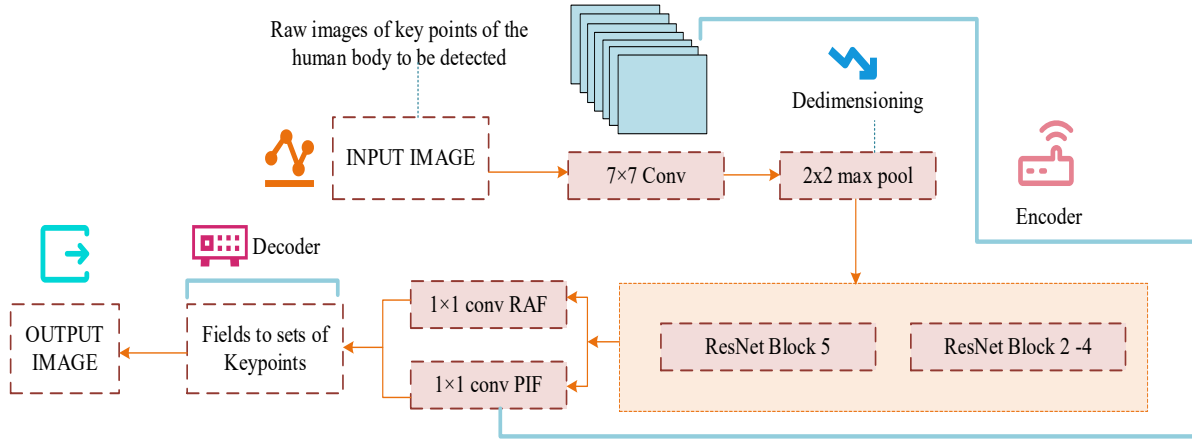 Raw images of key points of the
human body to be detected
Dedimensioning
INPUT IMAGE
7×7 Conv
2x2 max pool
Encoder
Decoder
1×1 conv RAF
OUTPUT
IMAGE
Fields to sets of
Keypoints
ResNet Block 5
ResNet Block 2 -4
1×1 conv PIF